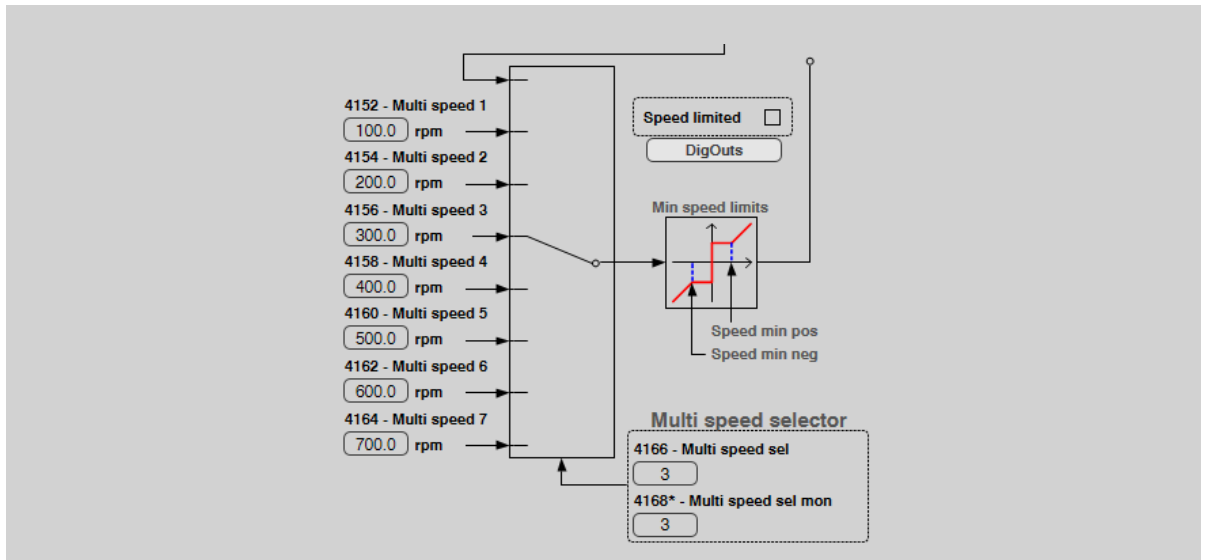 4152 - Multi speed 1
100.0 rpm
4154 - Multi speed 2
200.0 rpm
4156 - Multi speed 3
300.0 rpm
4158 - Multi speed 4
400.0 rpm
4160 - Multi speed 5
500.0 rpm
4162 - Multi speed 6
600.0 rpm
4164 - Multi speed 7
700.0 rpm
Speed limited
DigOuts
Min speed limits
Speed min pos
Speed min neg
Multi speed selector
4166 - Multi speed sel
3
4168* - Multi speed sel mon
3